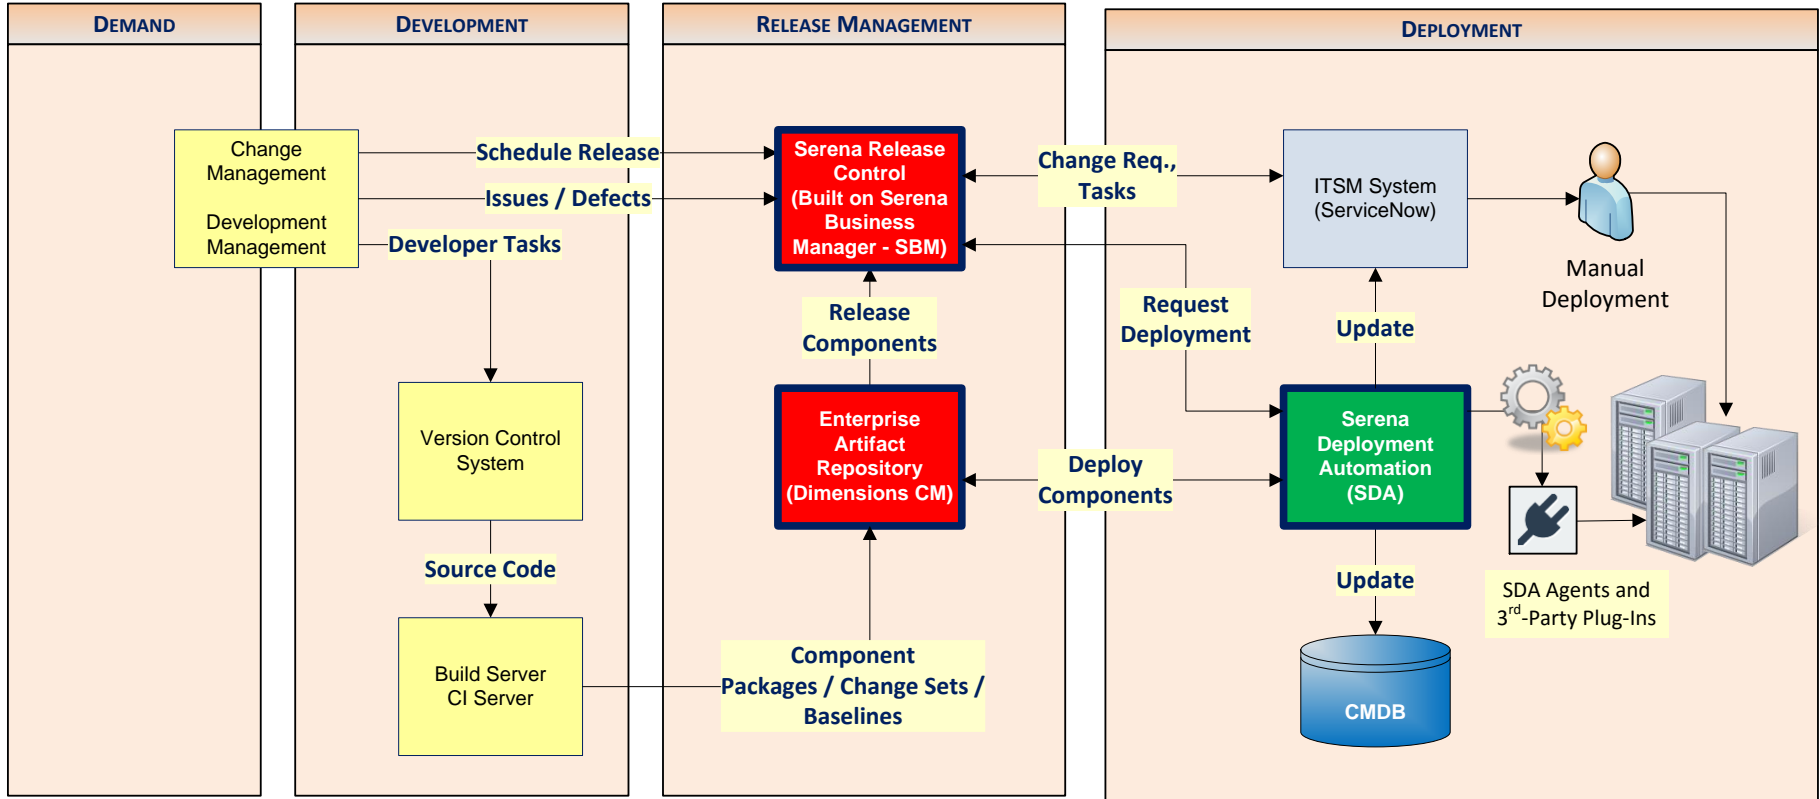 DEMAND
DEVELOPMENT
RELEASE MANAGEMENT
DEPLOYMENT
Change
Management
Development
Management
Schedule Release
Issues / Defects
Developer Tasks
Version Control
System
Source Code
Build Server
CI Server
Serena Release
Control
(Built on Serena
Business
Manager - SBM)
Release
Components
Enterprise
Artifact
Repository
(Dimensions CM)
Component
Packages / Change Sets /
Baselines
Change Req.,
Tasks
Request
Deployment
Deploy
Components
ITSM System
(ServiceNow)
Update
Serena
Deployment
Automation
(SDA)
Update
CMDB
Manual
Deployment
SDA Agents and
3rd-Party Plug-Ins